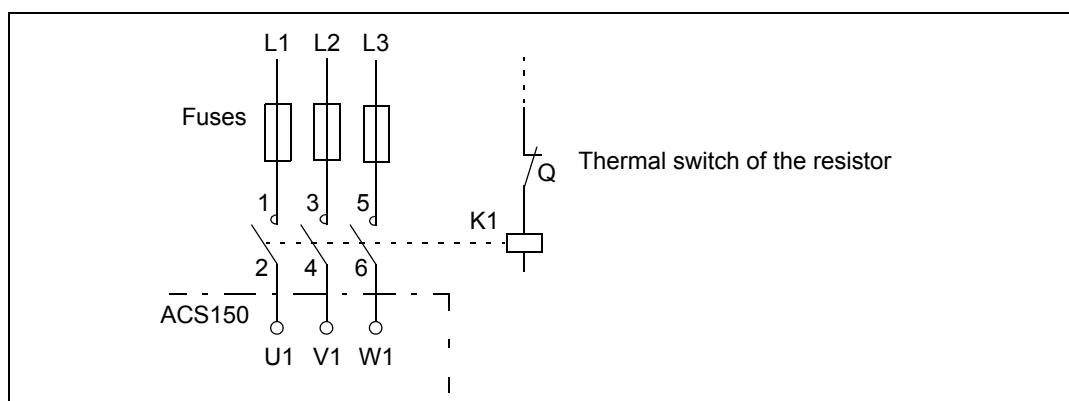 L1 L2 L3
Fuses
Thermal switch of the resistor
Q
1 3 5
K1
2 4 6
ACS150
U1 V1 W1